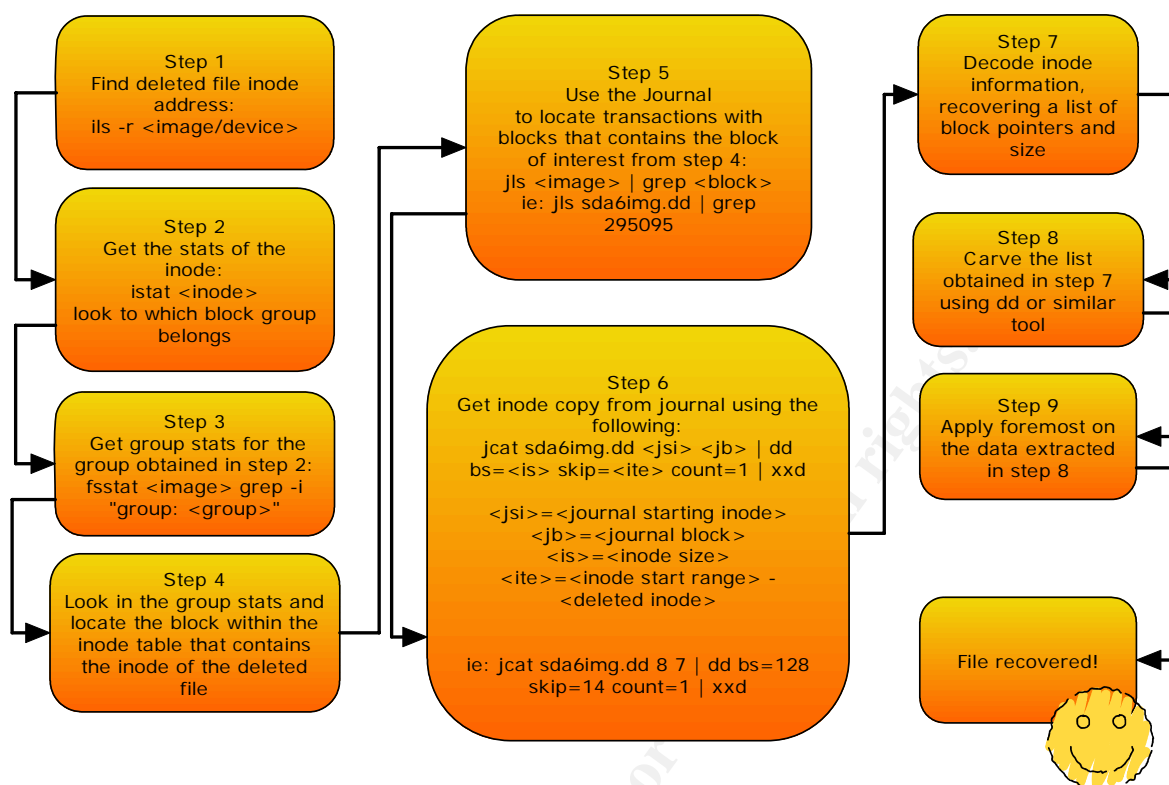 Step 1
Find deleted file inode
address:
ils -r <image/device>
Step 2
Get the stats of the
inode:
istat <inode>
look to which block group
belongs
Step 3
Get group stats for the
group obtained in step 2:
fsstat <image> grep -i
"group: <group>"
Step 4
Look in the group stats and
locate the block within the
inode table that contains
the inode of the deleted
file
Step 5
Use the Journal
to locate transactions with
blocks that contains the block
of interest from step 4:
jls <image> | grep <block>
ie: jls sda6img.dd | grep
295095
Step 6
Get inode copy from journal using the
following:
jcat sda6img.dd <jsi> <jb> | dd
bs=<is> skip=<ite> count=1 | xxd
<jsi>=<journal starting inode>
<jb>=<journal block>
<is>=<inode size>
<ite>=<inode start range> -
<deleted inode>
ie: jcat sda6img.dd 8 7 | dd bs=128
skip=14 count=1 | xxd
Step 7
Decode inode
information,
recovering a list of
block pointers and
size
Step 8
Carve the list
obtained in step 7
using dd or similar
tool
Step 9
Apply foremost on
the data extracted
in step 8
File recovered!
rights
or